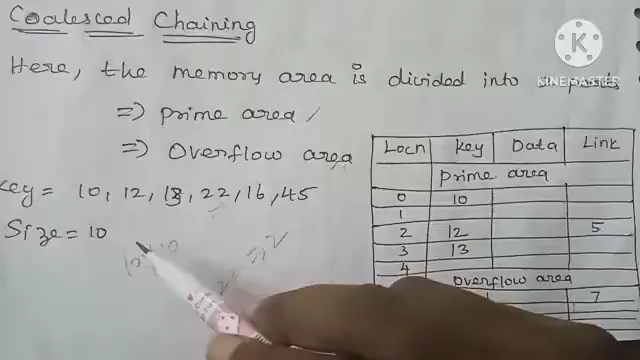 Coalesced Chaining
Here, the memory area is divided into
K
KINEMASTER
=) prime area
=) Overflow area
Key = 10, 12, 13, 22, 16, 45
Size = 10
Locn Key Data Link
prime area
0 10
1
2 12 5
3 13
4
Overflow area
7